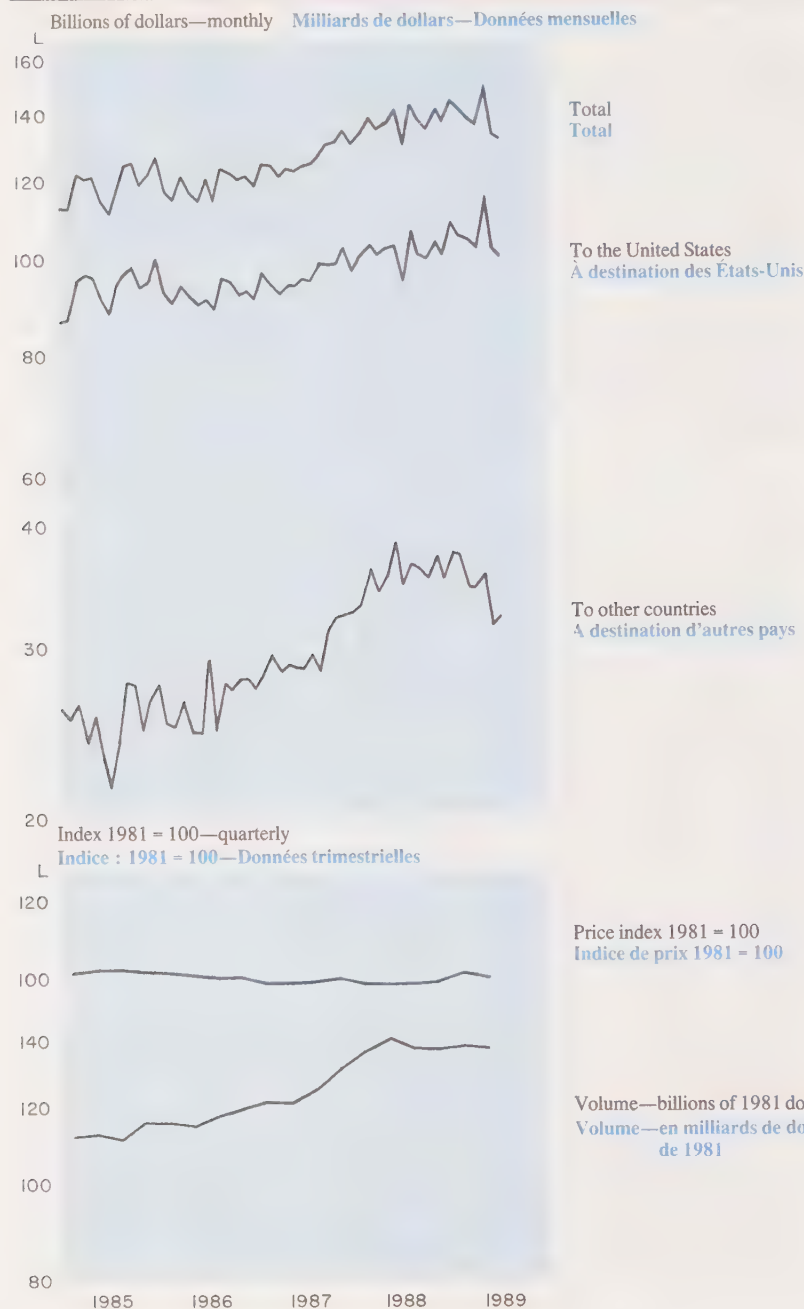 Billions of dollars—monthly Milliards de dollars—Données mensuelles
L
160
140
Total
Total
120
To the United States
100
À destination des États-Unis
80
60
40
To other countries
À destination d'autres pays
30
20
Index 1981 = 100—quarterly
Indice : 1981 = 100—Données trimestrielles
L
120
Price index 1981 = 100
Indice de prix 1981 = 100
100
140
120
Volume—billions of 1981
Volume—en milliards de
de 1981
100
80
1985 1986 1987 1988 1989